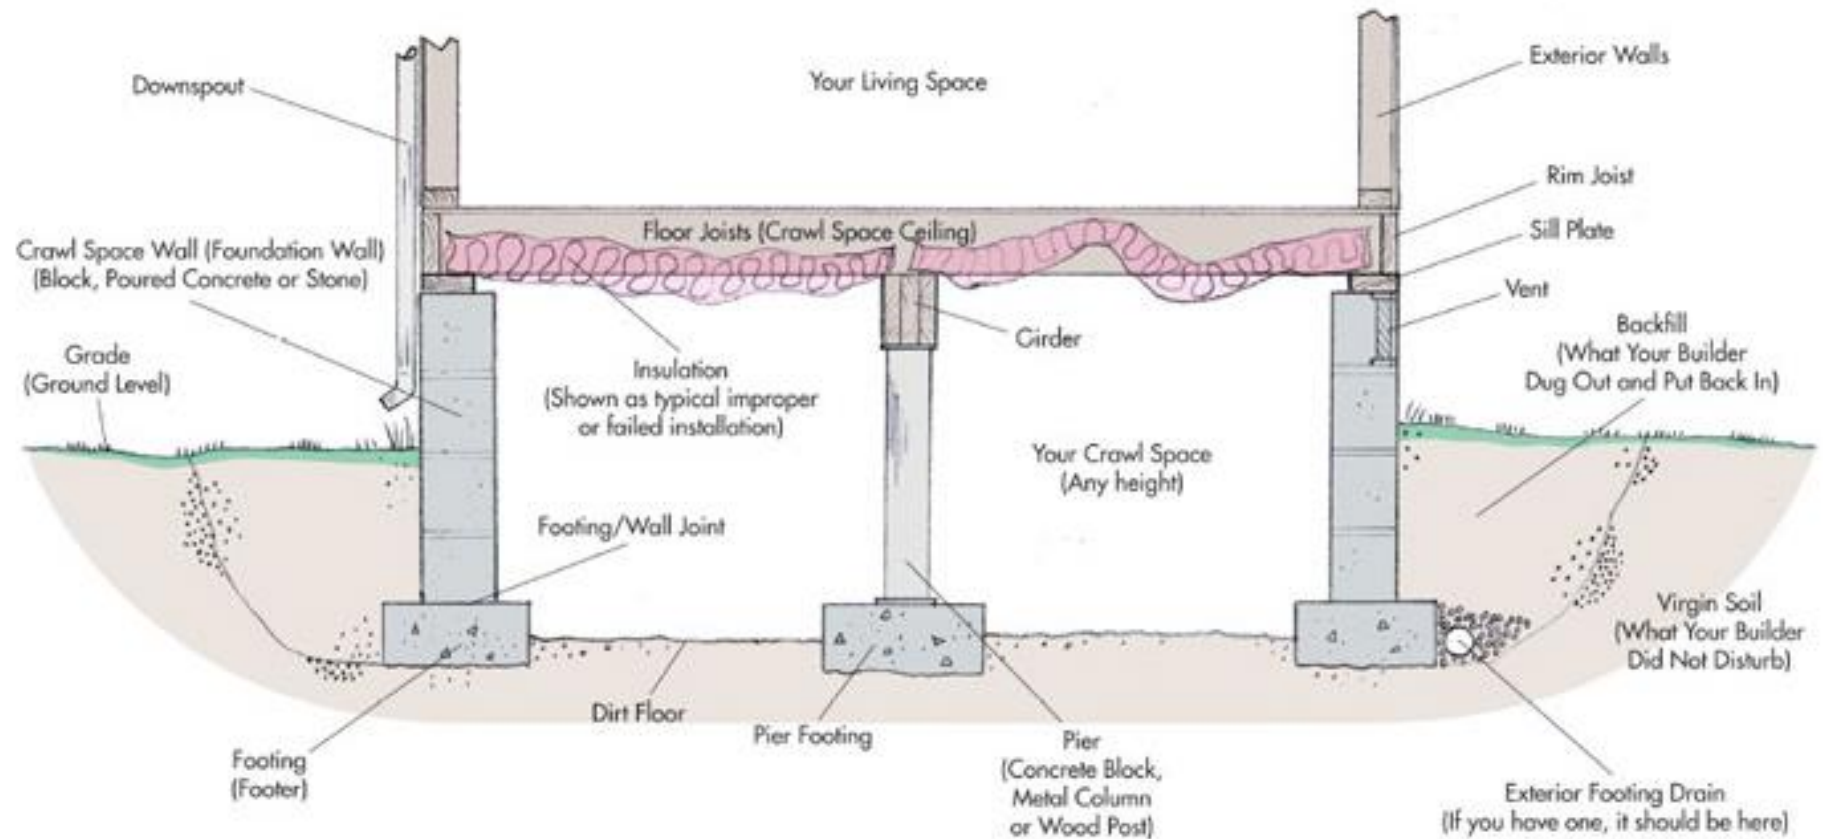 Your Living Space
Downspout
Exterior Walls
Rim Joist
Floor Joists (Crawl Space Ceiling)
Sill Plate
Crawl Space Wall (Foundation Wall)
(Block, Poured Concrete or Stone)
Vent
Girder
Backfill
(What Your Builder
Dug Out and Put Back In)
Grade
(Ground Level)
Insulation
(Shown as typical improper
or failed installation)
Your Crawl Space
(Any height)
Footing/Wall Joint
Virgin Soil
(What Your Builder
Did Not Disturb)
Dirt Floor
Pier Footing
Pier
(Concrete Block,
Metal Column
or Wood Post)
Footing
(Footer)
Exterior Footing Drain
(If you have one, it should be here)